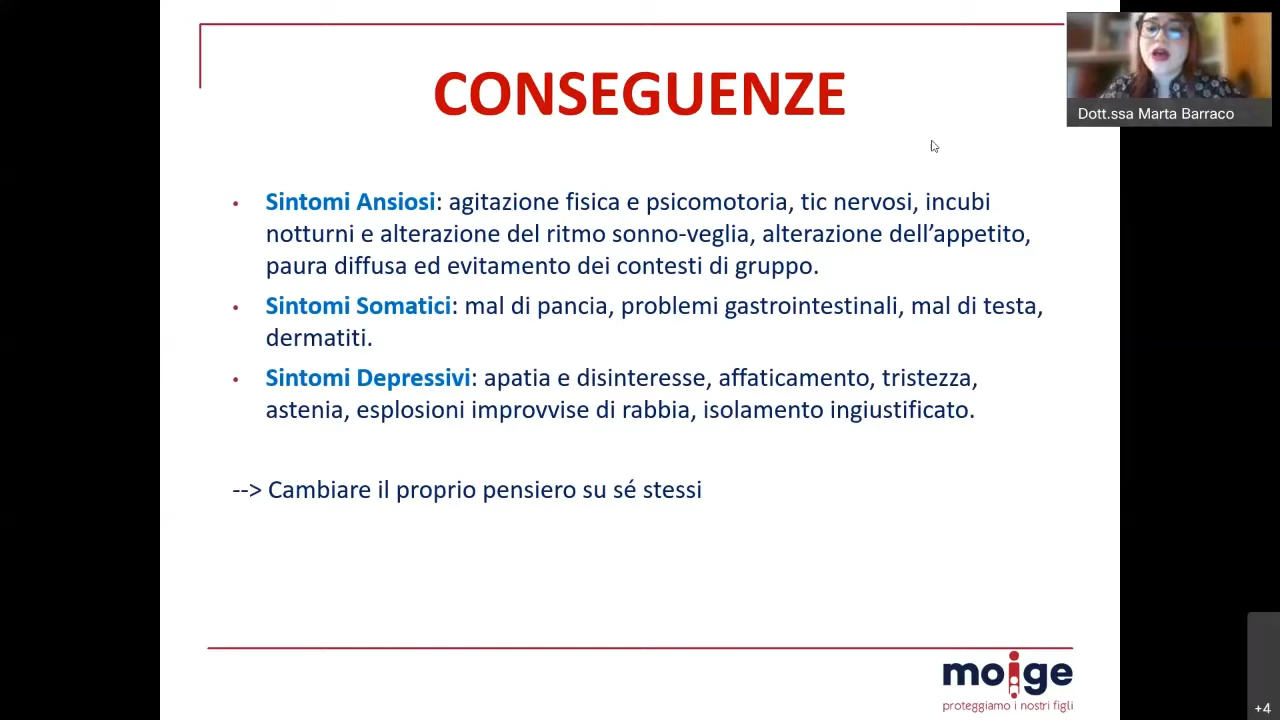 CONSEGUENZE
Dott.ssa Marta Barraco
• Sintomi Ansiosi: agitazione fisica e psicomotoria, tic nervosi, incubi
notturni e alterazione del ritmo sonno-veglia, alterazione dell’appetito,
paura diffusa ed evitamento dei contesti di gruppo.
• Sintomi Somatici: mal di pancia, problemi gastrointestinali, mal di testa,
dermatiti.
• Sintomi Depressivi: apatia e disinteresse, affaticamento, tristezza,
astenia, esplosioni improvvise di rabbia, isolamento ingiustificato.
--> Cambiare il proprio pensiero su sé stessi
moige
proteggiamo i nostri figli
+4